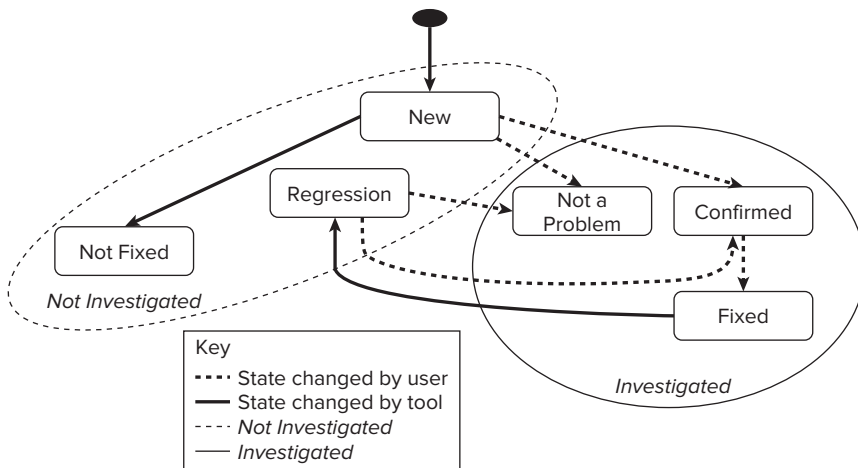 New
Regression
Not a
Problem
Confirmed
Not Fixed
Not Investigated
Fixed
Investigated
Key
State changed by user
State changed by tool
Not Investigated
Investigated